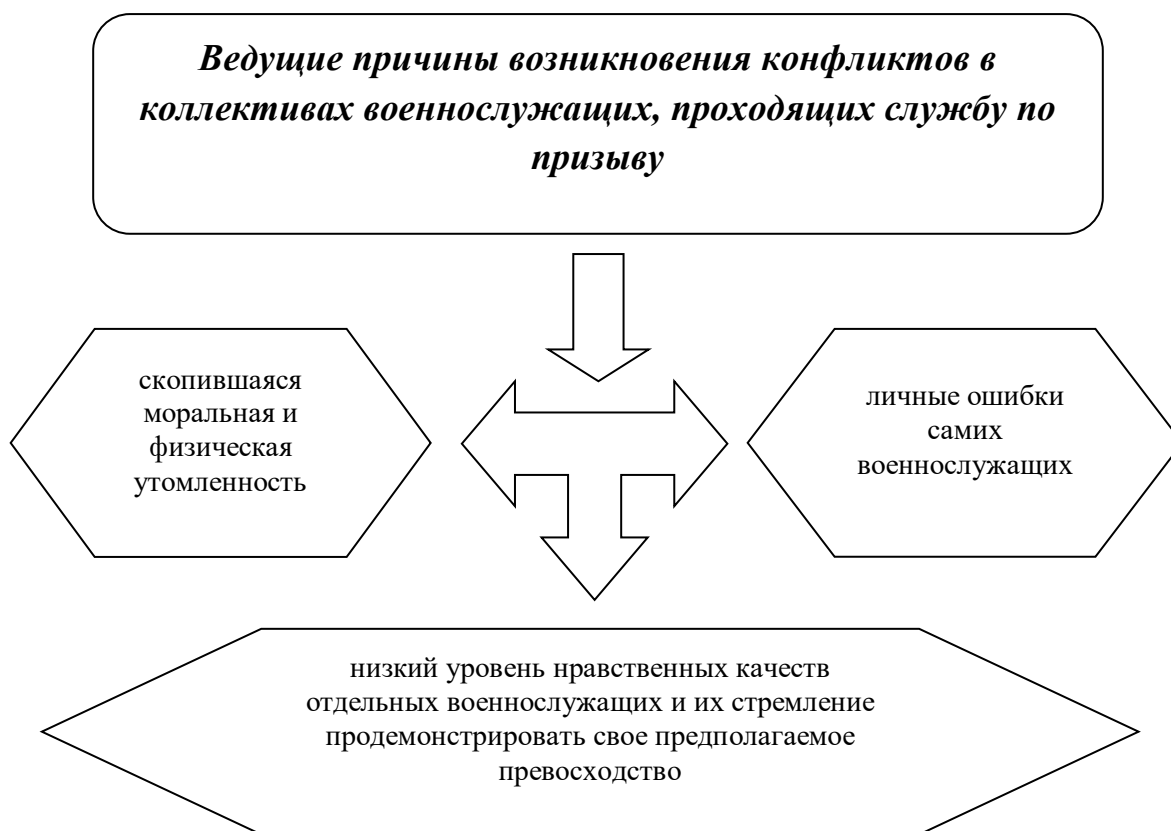 Ведущие причины возникновения конфликтов в
коллективах военнослужащих, проходящих службу по
призыву
скопившаяся
моральная и
физическая
утомленность
личные ошибки
самих
военнослужащих
низкий уровень нравственных качеств
отдельных военнослужащих и их стремление
продемонстрировать свое предполагаемое
превосходство